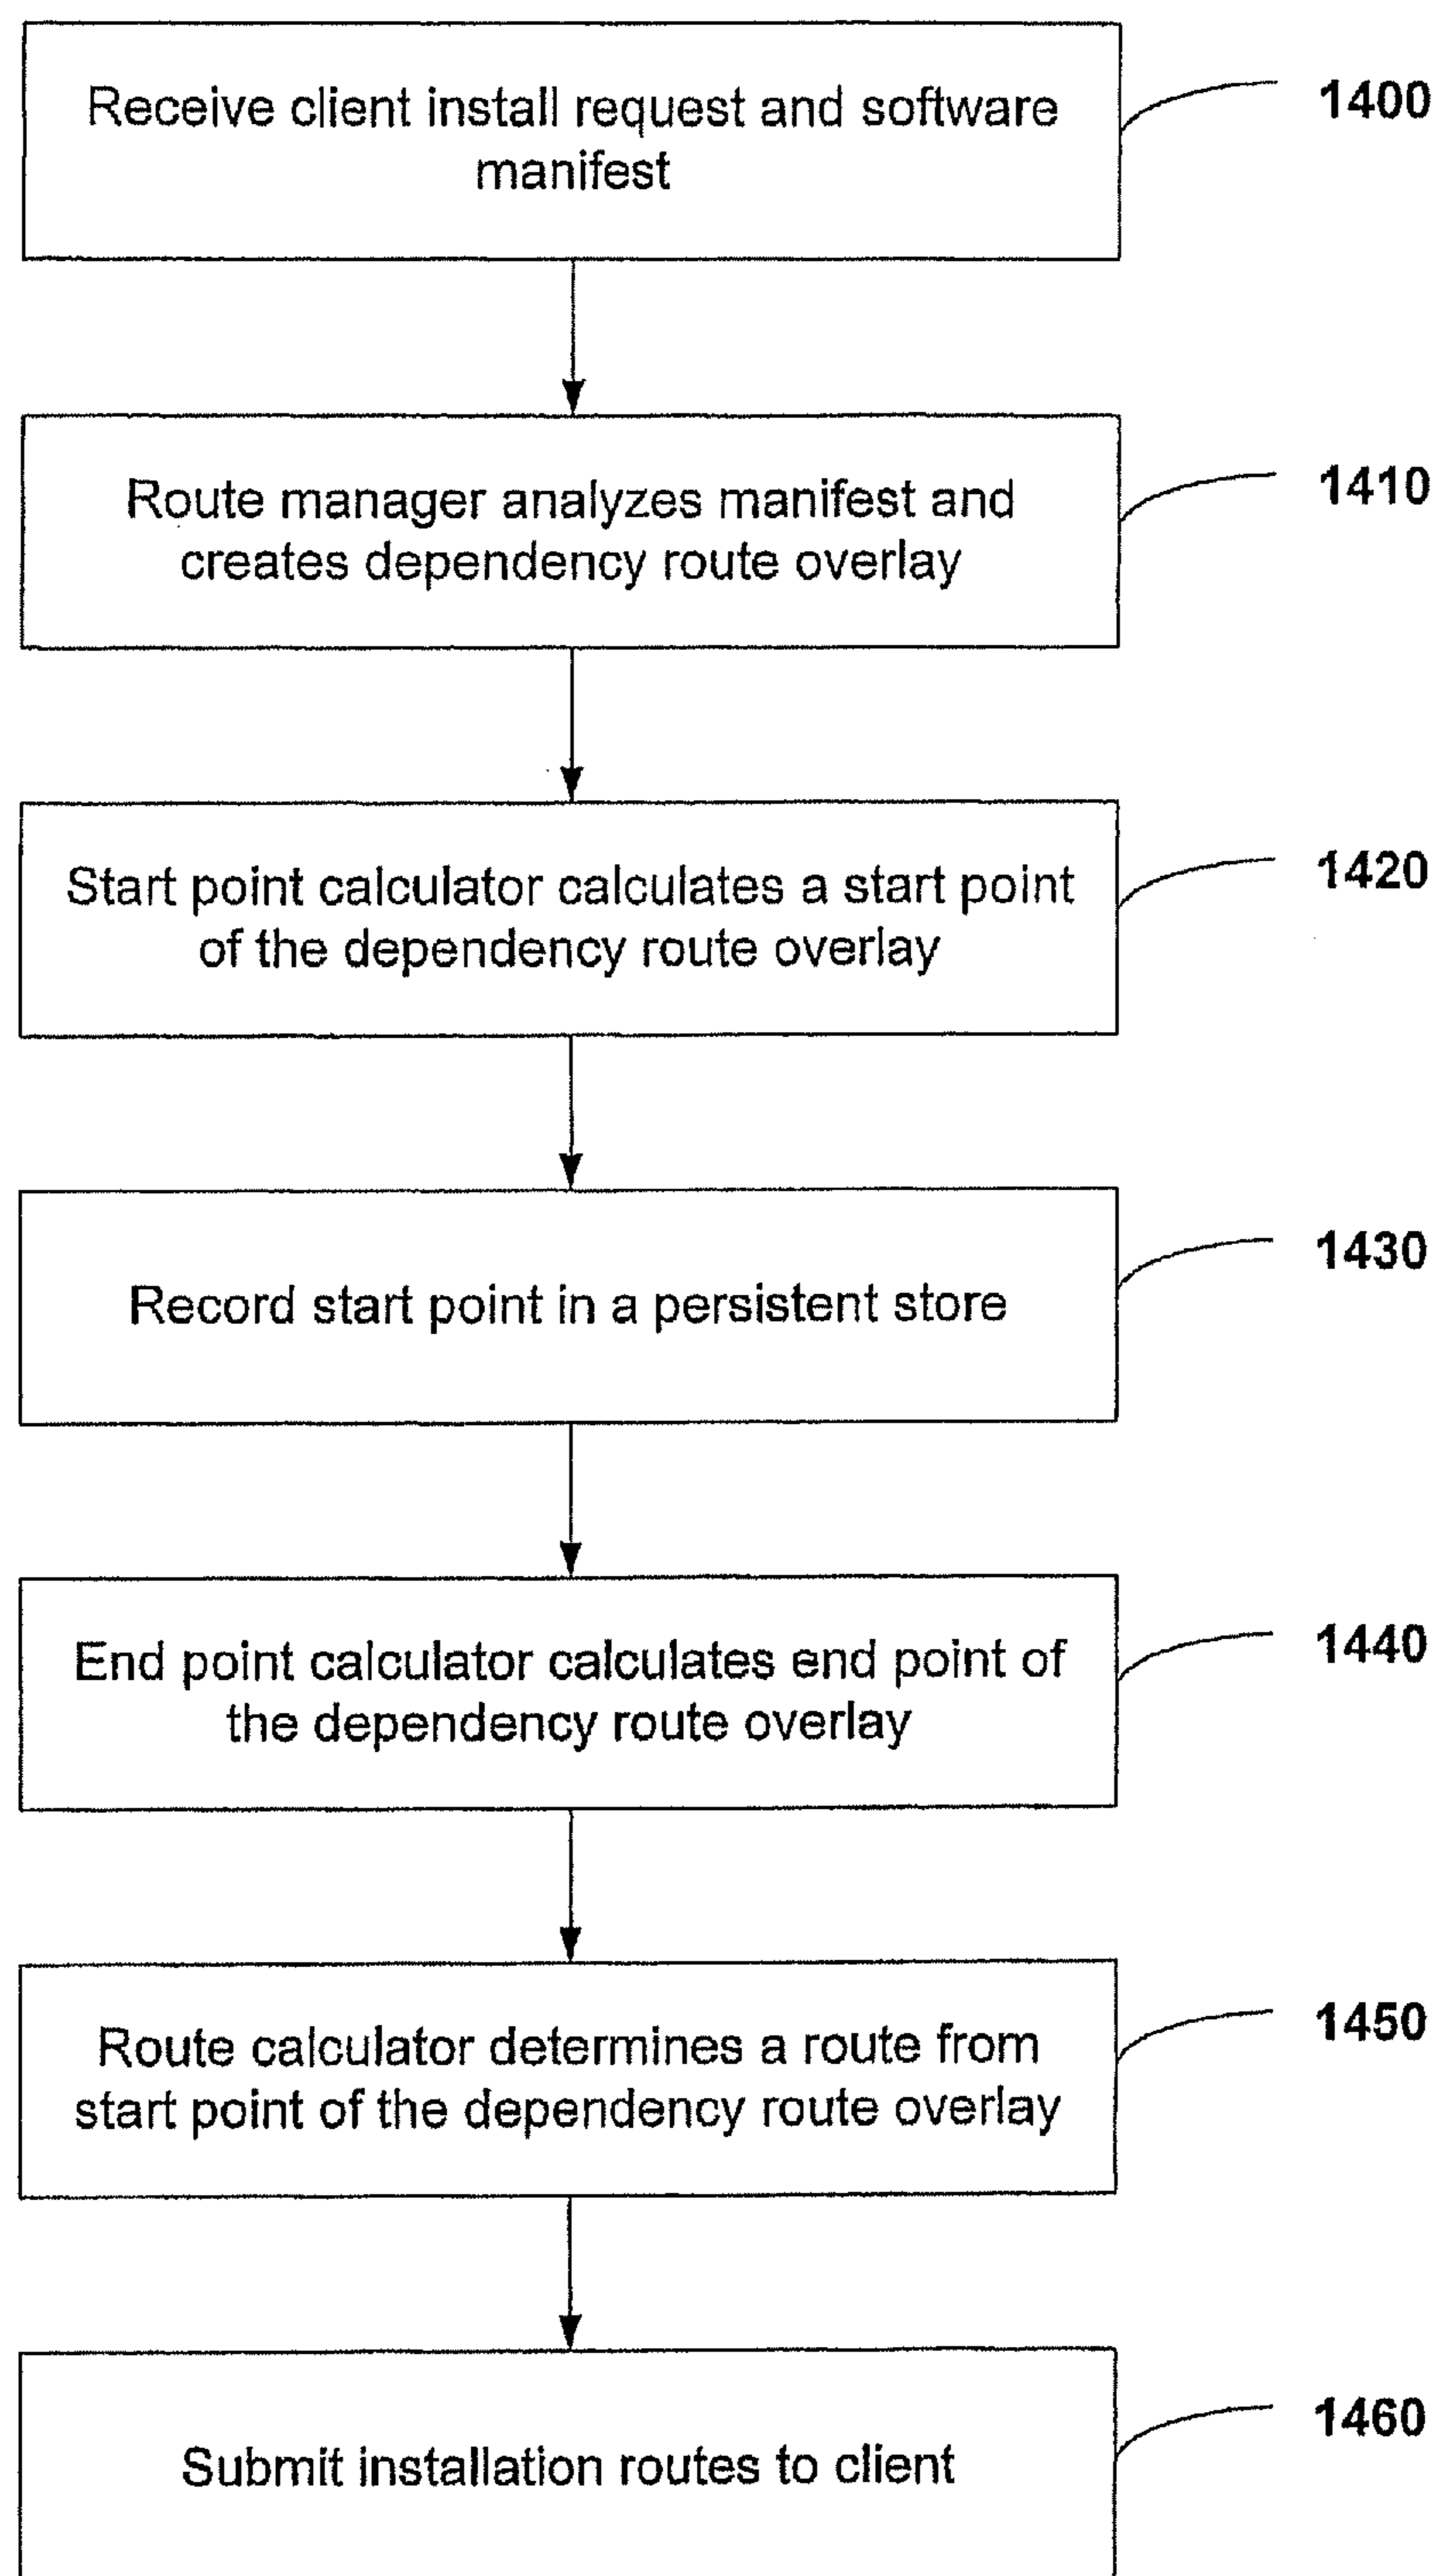 Receive client install request and software
manifest
1400
Route manager analyzes manifest and
creates dependency route overlay
1410
Start point calculator calculates a start point
of the dependency route overlay
1420
Record start point in a persistent store
1430
End point calculator calculates end point of
the dependency route overlay
1440
Route calculator determines a route from
start point of the dependency route overlay
1450
Submit installation routes to client
1460